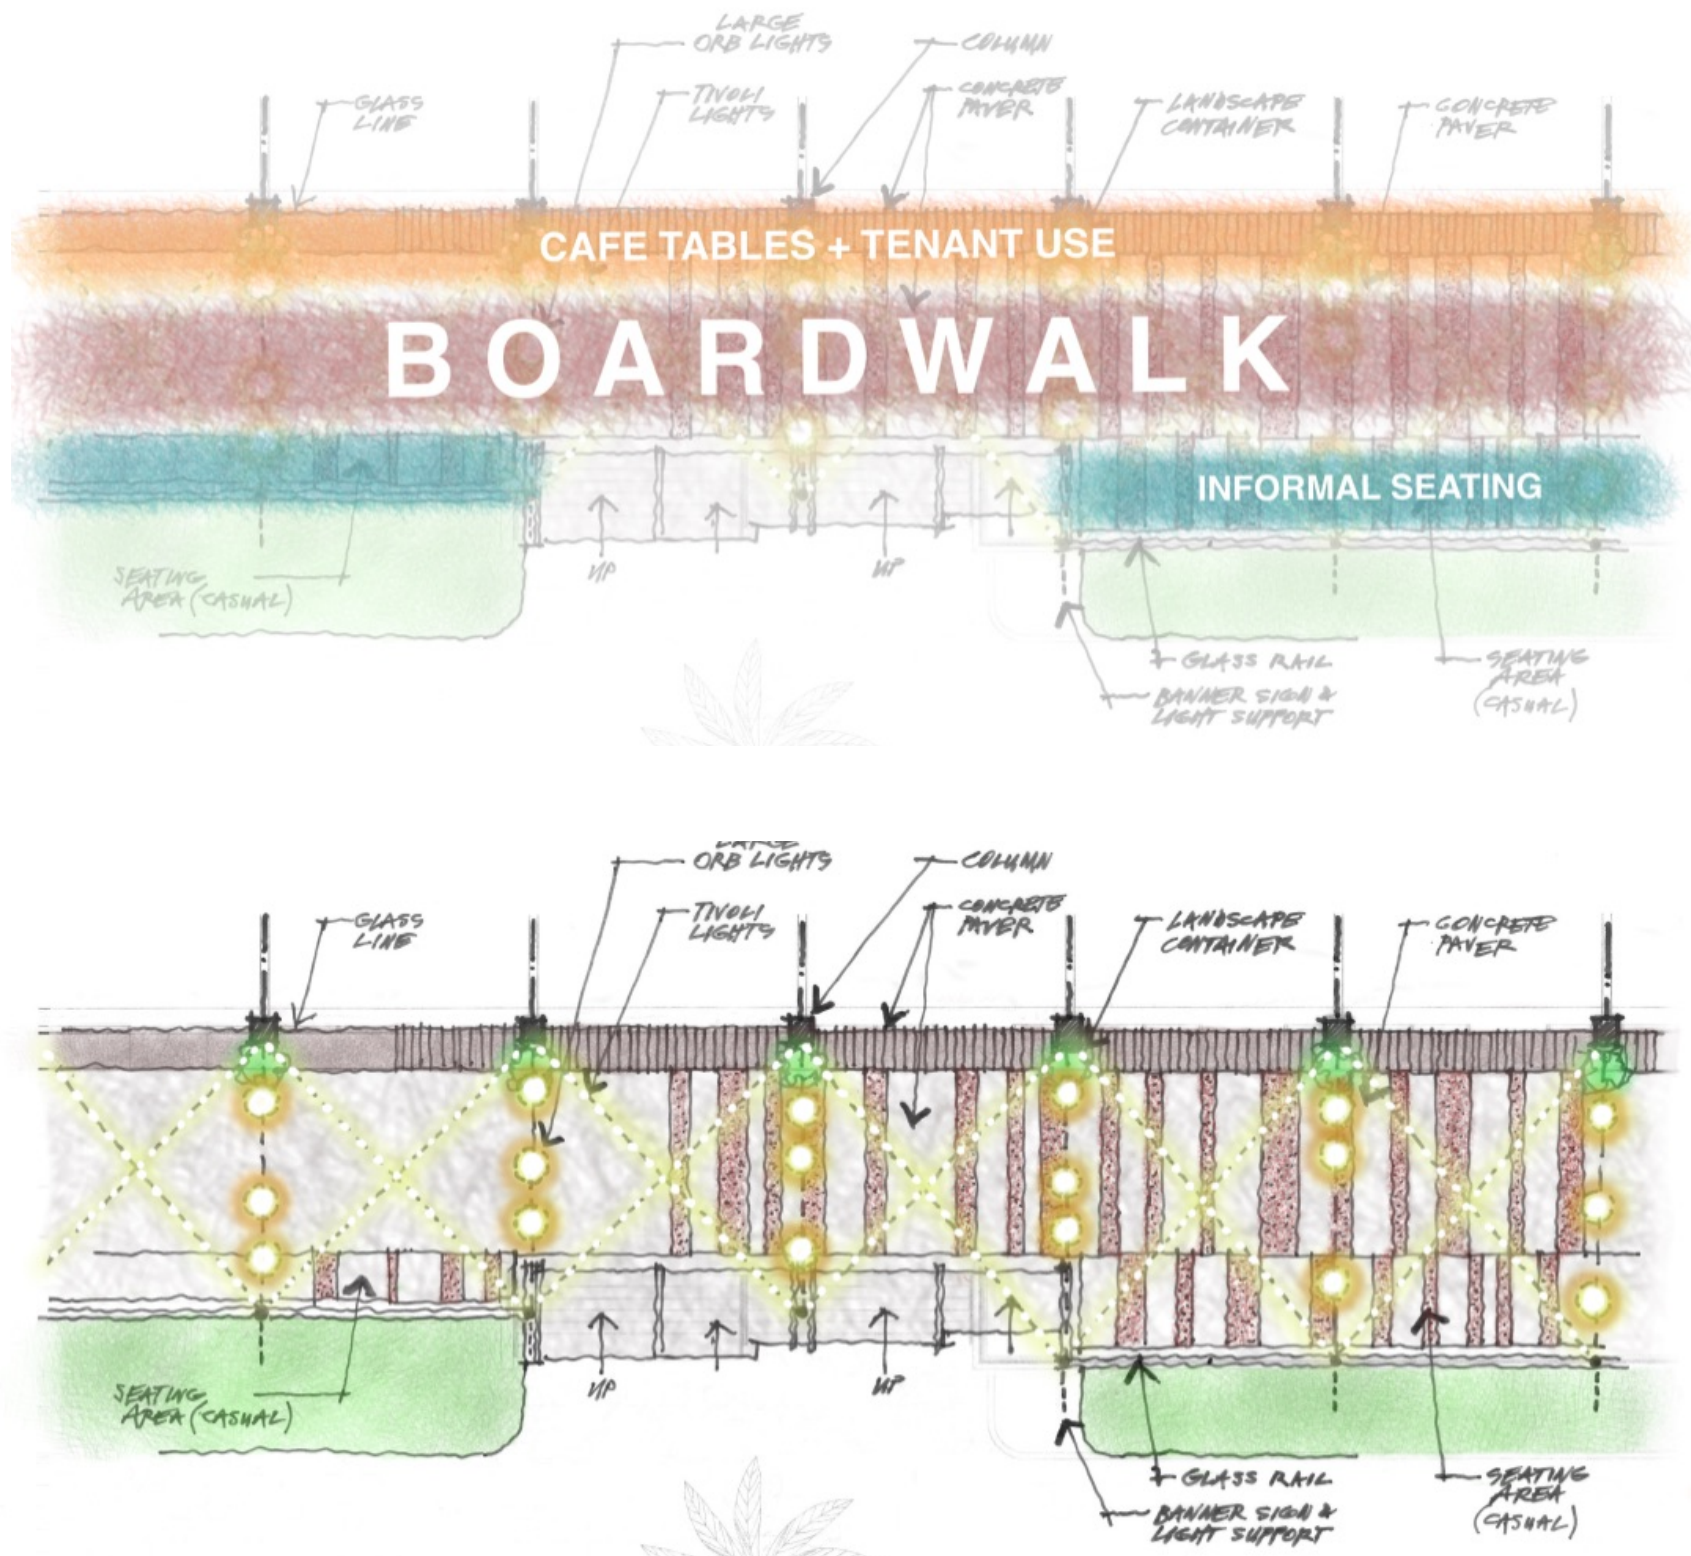 LARGE
ORB LIGHTS
COLUMN
TIVOLI
LIGHTS
CONCRETE
PAVER
GLASS
LINE
LANDSCAPE
CONTAINER
CONCRETE
PAVER
CAFE TABLES + TENANT USE
BOARDWALK
INFORMAL SEATING
SEATING
AREA (CASUAL)
UP
UP
GLASS RAIL
BANNER SIGN &
LIGHT SUPPORT
SEATING
AREA
(CASUAL)
LARGE
ORB LIGHTS
COLUMN
TIVOLI
LIGHTS
CONCRETE
PAVER
GLASS
LINE
LANDSCAPE
CONTAINER
CONCRETE
PAVER
SEATING
AREA (CASUAL)
UP
UP
GLASS RAIL
BANNER SIGN &
LIGHT SUPPORT
SEATING
AREA
(CASUAL)